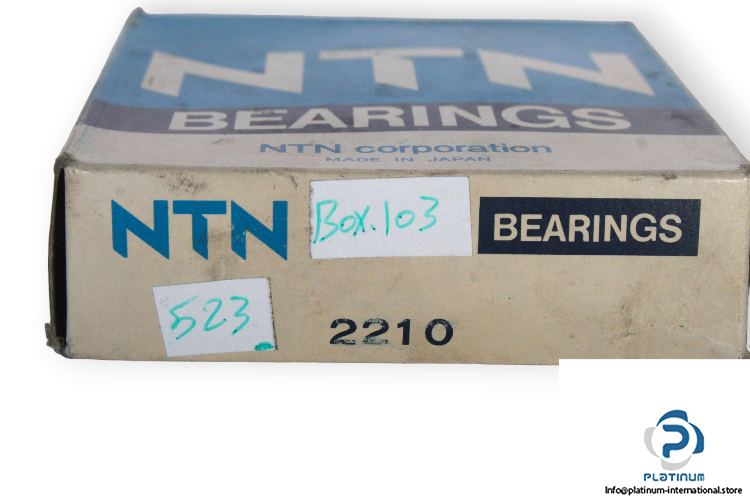 NTN
BEARINGS
NTN corporation
MADE IN JAPAN
NTN Box.103 BEARINGS
523. 2210
PLATINUM
Info@platinum-international.store